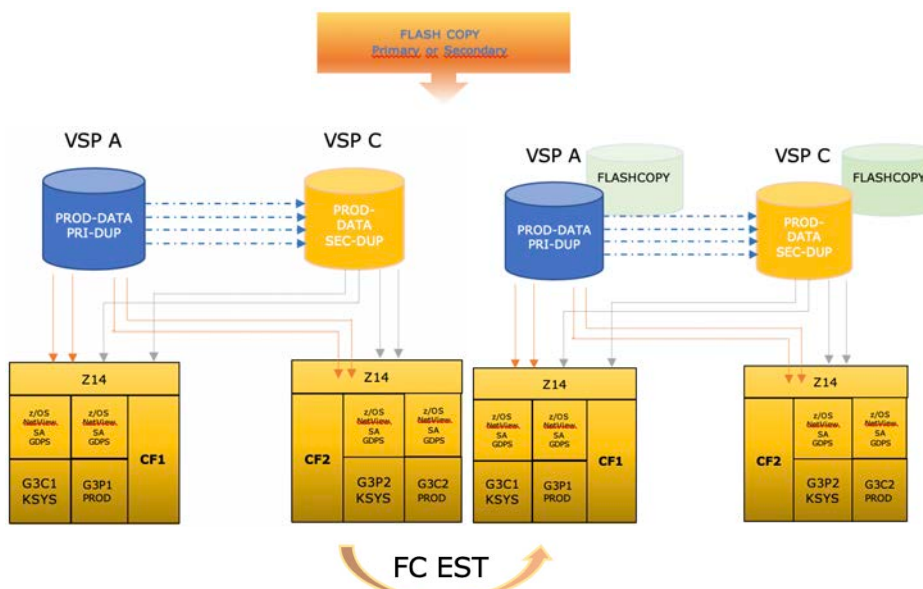 FLASH COPY
Primary or Secondary
VSP A
VSP C
PROD-DATA
PRI-DUP
PROD-
DATA
SEC-DUP
Z14
z/OS
NetView.
SA
GDPS
z/OS
NetView.
SA
GDPS
CF1
G3C1
KSYS
G3P1
PROD
Z14
CF2
z/OS
NetView.
SA
GDPS
z/OS
NetView.
SA
GDPS
G3P2
KSYS
G3C2
PROD
VSP A
VSP C
FLASHCOPY
FLASHCOPY
PROD-DATA
PRI-DUP
PROD-
DATA
SEC-DUP
Z14
z/OS
NetView.
SA
GDPS
z/OS
NetView.
SA
GDPS
CF1
G3C1
KSYS
G3P1
PROD
Z14
CF2
z/OS
NetView.
SA
GDPS
z/OS
NetView.
SA
GDPS
G3P2
KSYS
G3C2
PROD
FC EST